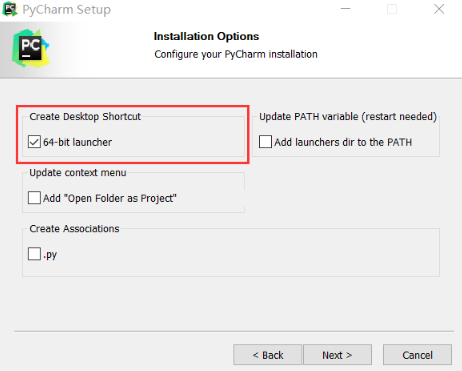 PC PyCharm Setup
PC
Installation Options
Configure your PyCharm installation
Create Desktop Shortcut
64-bit launcher
Update PATH variable (restart needed)
Add launchers dir to the PATH
Update context menu
Add "Open Folder as Project"
Create Associations
.py
< Back
Next >
Cancel